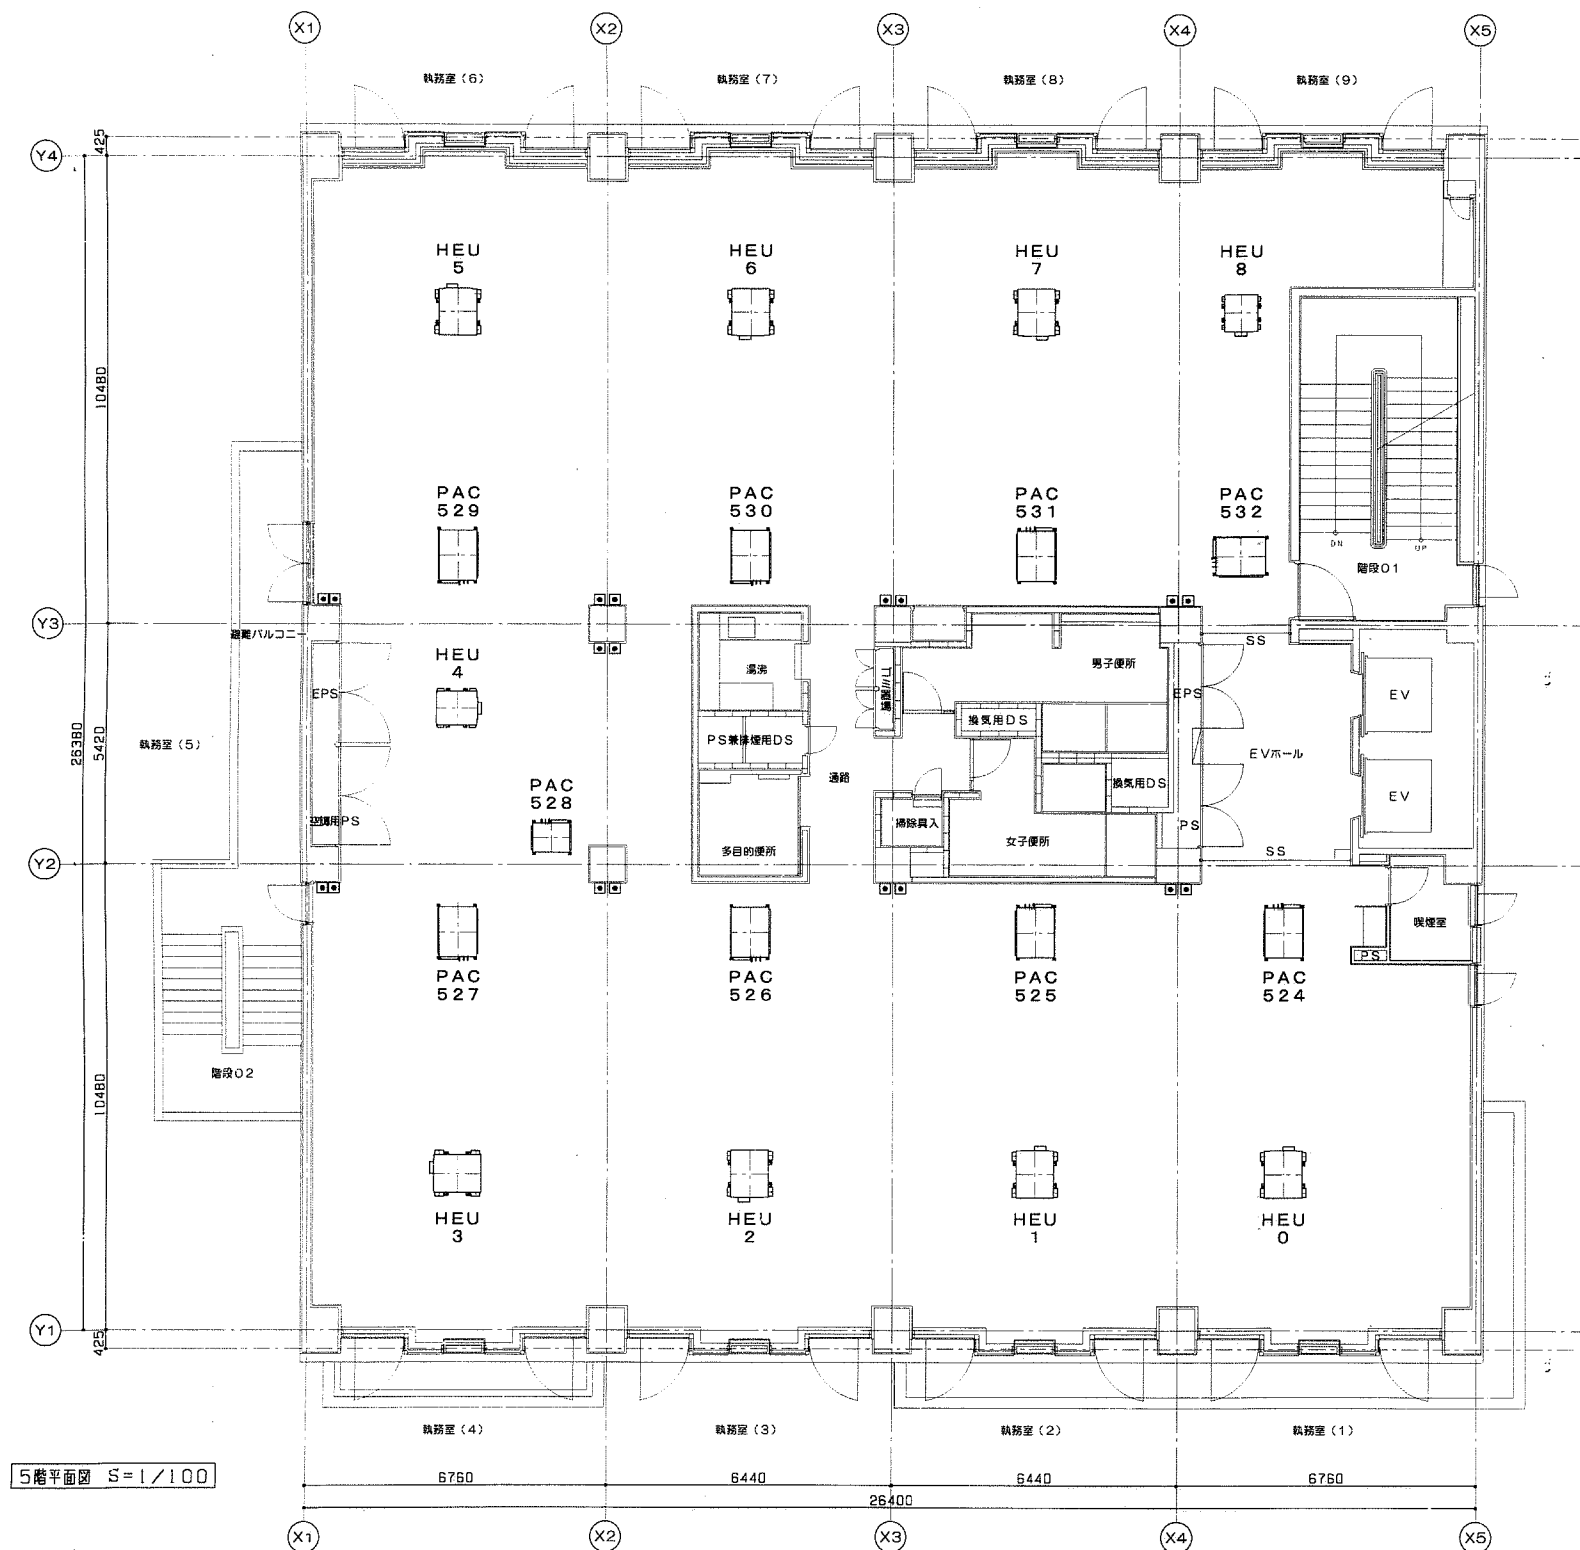 X1
X2
X3
X4
X5
執務室(6)
執務室(7)
執務室(8)
執務室(9)
425
Y4
HEU
5
HEU
6
HEU
7
HEU
8
10480
PAC
529
PAC
530
PAC
531
PAC
532
DN
UP
階段01
Y3
避難バルコニー
SS
HEU
4
湯沸
男子便所
EPS
EPS
EV
換気用DS
26380
5420
執務室(5)
PS兼排煙用DS
EVホール
通路
PAC
528
換気用DS
EV
空調用PS
掃除具入
PS
女子便所
多目的便所
SS
Y2
喫煙室
PS
PAC
527
PAC
526
PAC
525
PAC
524
階段02
10480
HEU
3
HEU
2
HEU
1
HEU
0
Y1
425
執務室(4)
執務室(3)
執務室(2)
執務室(1)
5階平面図 S=1/100
6760
6440
6440
6760
26400
X1
X2
X3
X4
X5